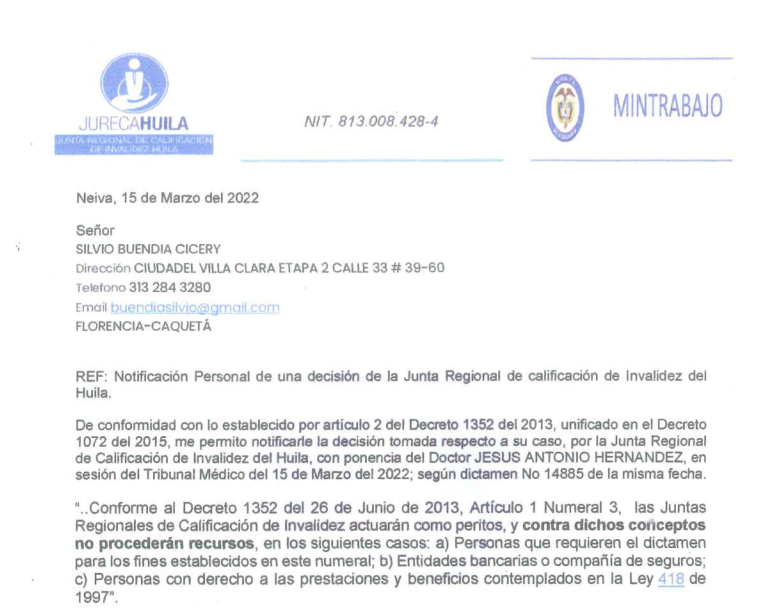 JURECAHUILA
JUNTA REGIONAL DE CALIFICACIÓN
DE INVALIDEZ HUILA
NIT. 813.008.428-4
MINTRABAJO
Neiva, 15 de Marzo del 2022
Señor
SILVIO BUENDIA CICERY
Dirección CIUDADEL VILLA CLARA ETAPA 2 CALLE 33 # 39-60
Telefono 313 284 3280
Email buendiasilvio@gmail.com
FLORENCIA-CAQUETÁ
REF: Notificación Personal de una decisión de la Junta Regional de calificación de Invalidez del
Huila.
De conformidad con lo establecido por artículo 2 del Decreto 1352 del 2013, unificado en el Decreto
1072 del 2015, me permito notificarle la decisión tomada respecto a su caso, por la Junta Regional
de Calificación de Invalidez del Huila, con ponencia del Doctor JESUS ANTONIO HERNANDEZ, en
sesión del Tribunal Médico del 15 de Marzo del 2022; según dictamen No 14885 de la misma fecha.
"..Conforme al Decreto 1352 del 26 de Junio de 2013, Artículo 1 Numeral 3, las Juntas
Regionales de Calificación de Invalidez actuarán como peritos, y contra dichos conceptos
no procederán recursos, en los siguientes casos: a) Personas que requieren el dictamen
para los fines establecidos en este numeral; b) Entidades bancarias o compañía de seguros;
c) Personas con derecho a las prestaciones y beneficios contemplados en la Ley 418 de
1997".